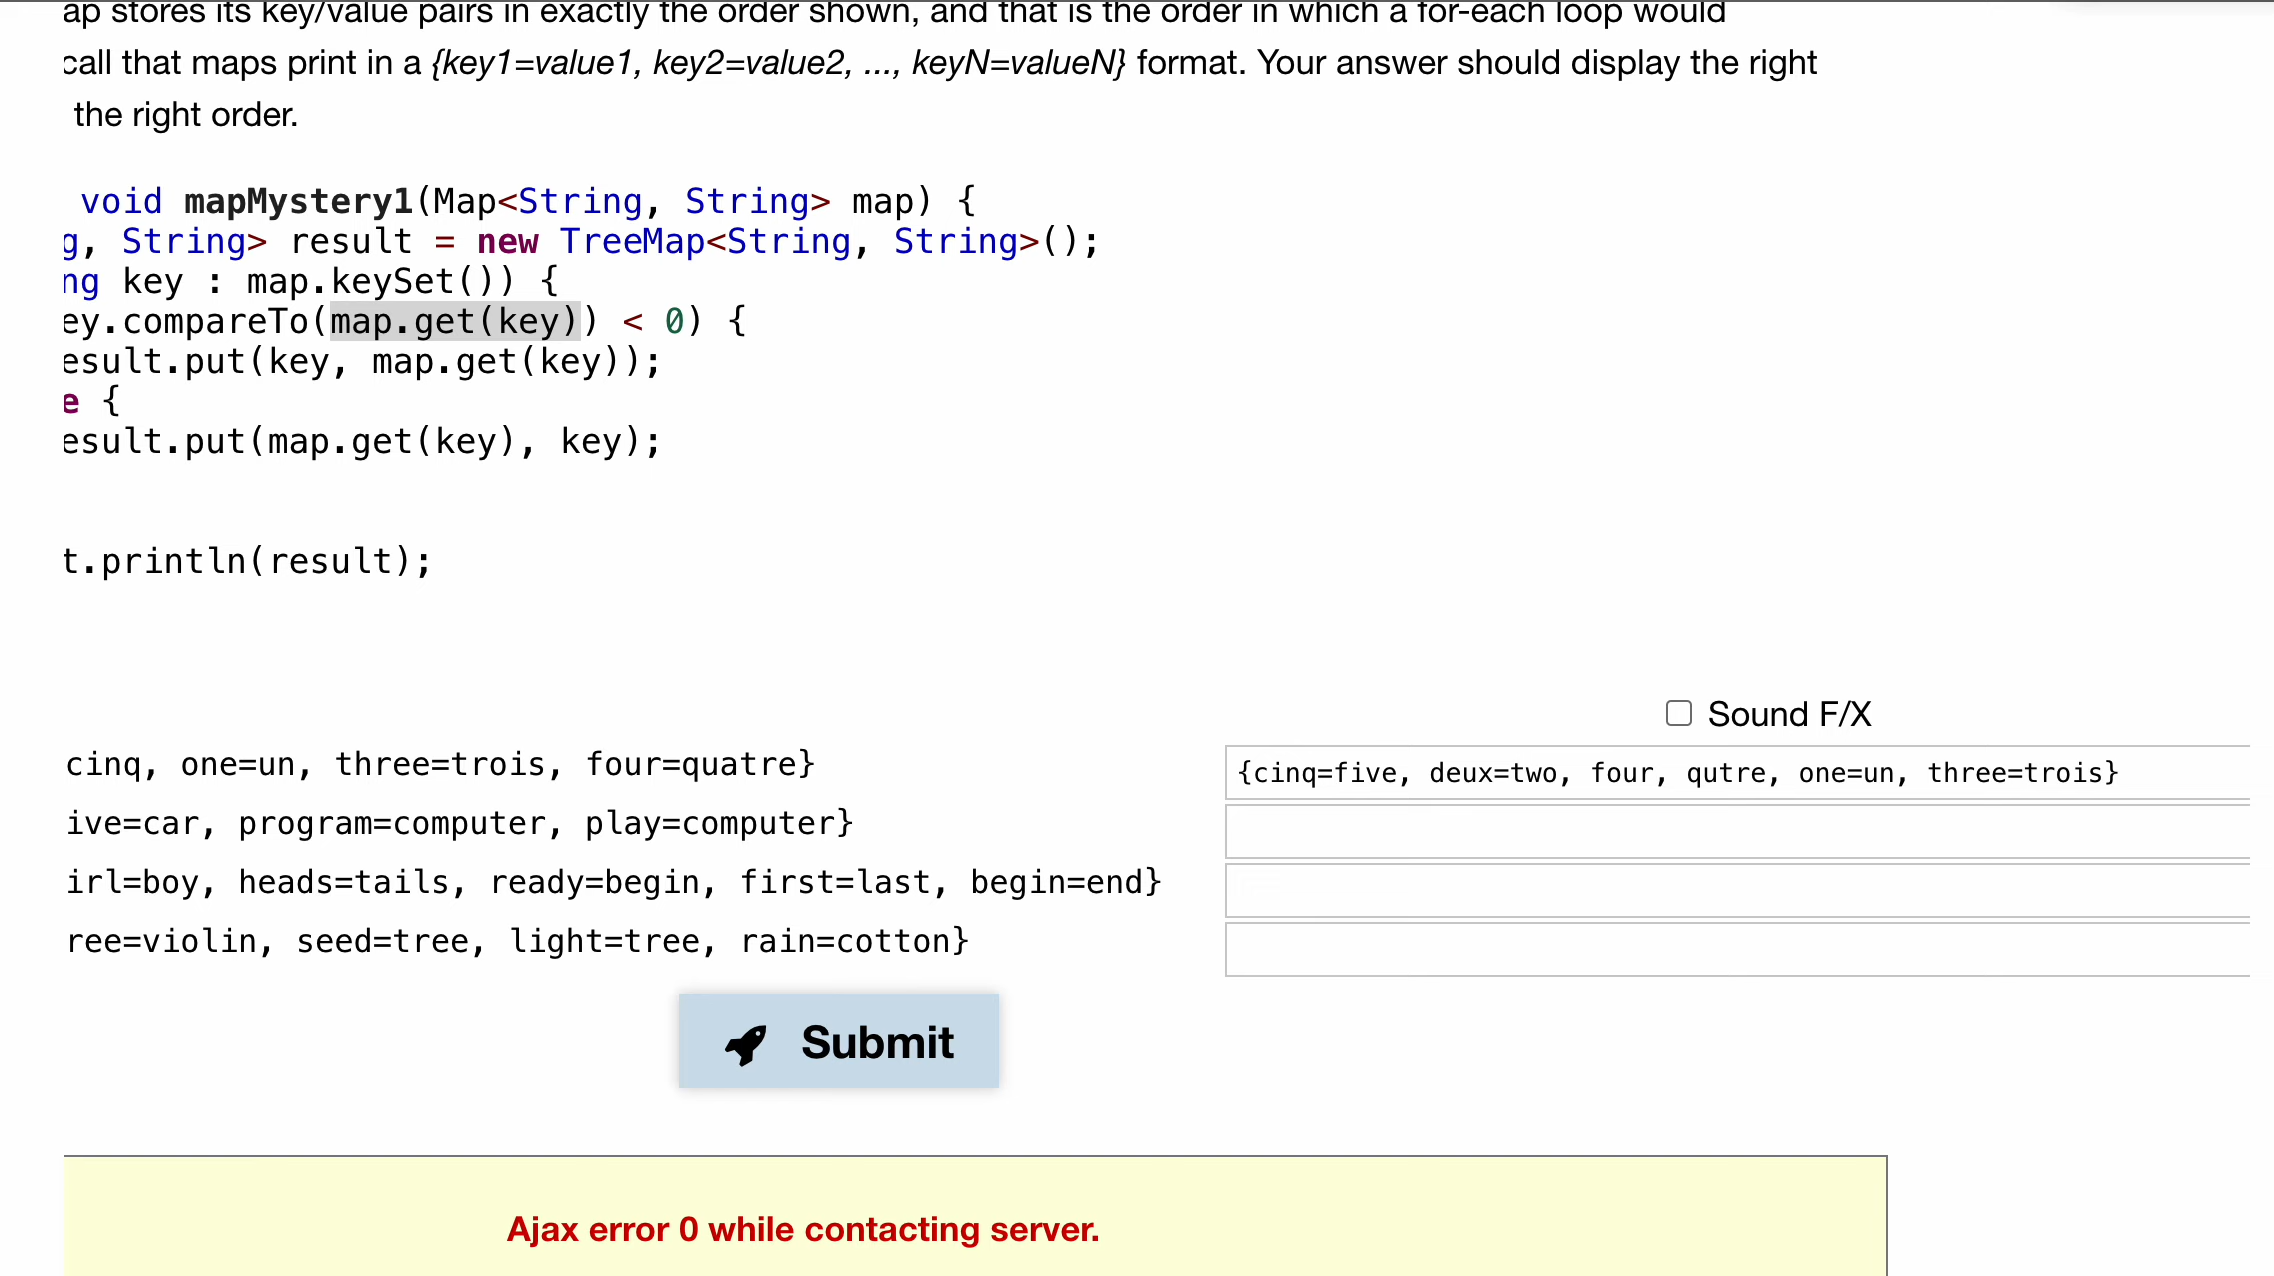 ap stores its key/value pairs in exactly the order shown, and that is the order in which a for-each loop would
call that maps print in a {key1=value1, key2=value2, ..., keyN=valueN} format. Your answer should display the right
the right order.
void mapMystery1(Map<String, String> map) {
g, String> result = new TreeMap<String, String>();
ng key : map.keySet()) {
ey.compareTo(map.get(key)) < 0) {
esult.put(key, map.get(key));
e {
esult.put(map.get(key), key);
t.println(result);
Sound F/X
cinq, one=un, three=trois, four=quatre}
{cinq=five, deux=two, four, qutre, one=un, three=trois}
ive=car, program=computer, play=computer}
irl=boy, heads=tails, ready=begin, first=last, begin=end}
ree=violin, seed=tree, light=tree, rain=cotton}
Submit
Ajax error 0 while contacting server.